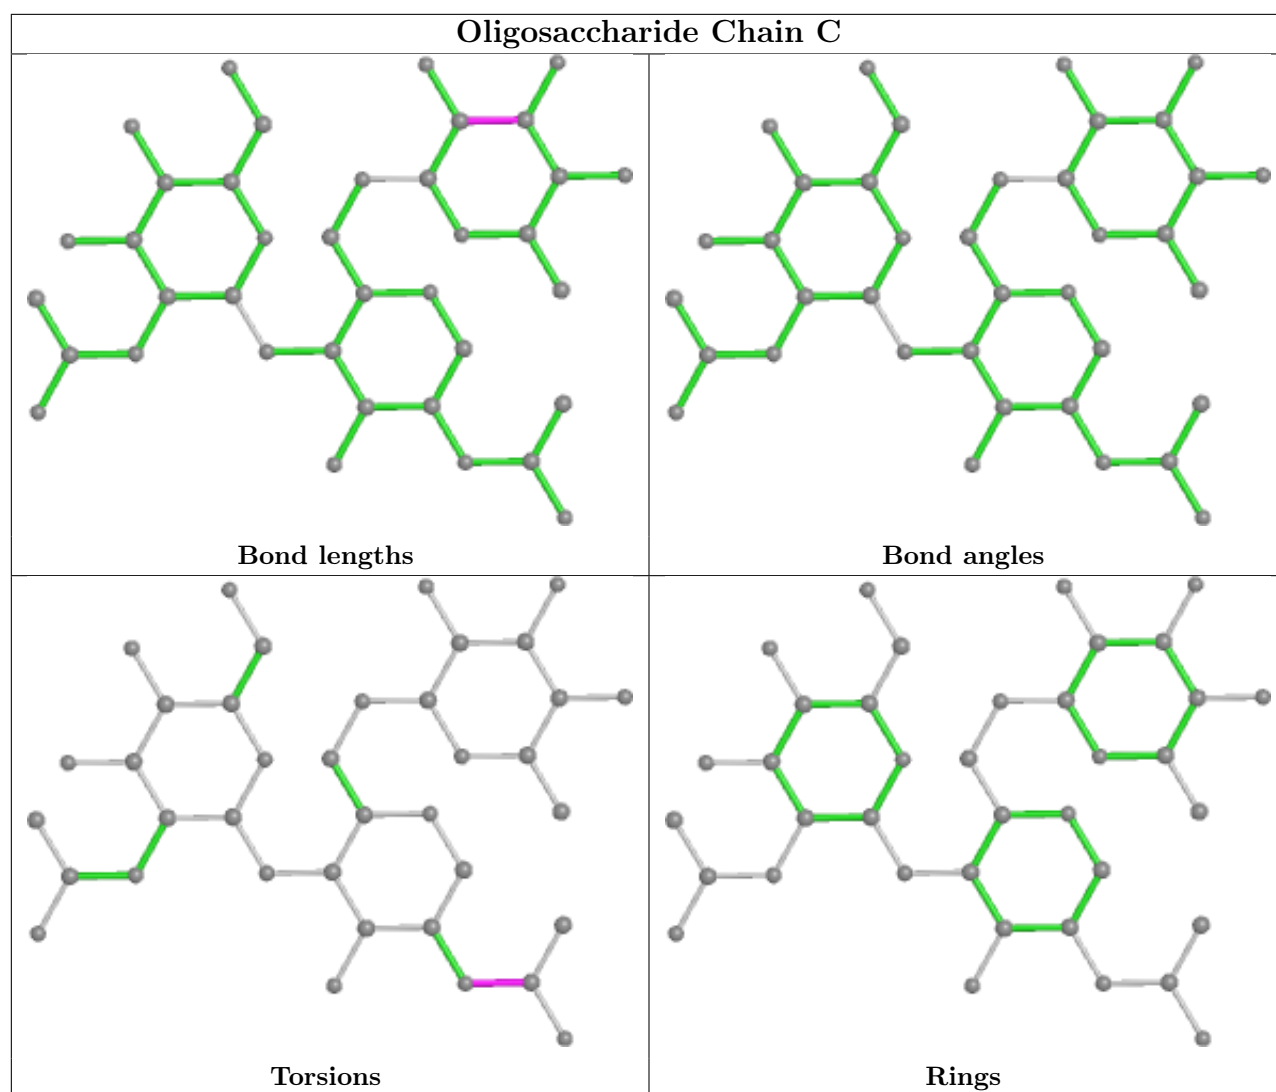 Oligosaccharide Chain C
Bond lengths
Bond angles
Torsions
Rings